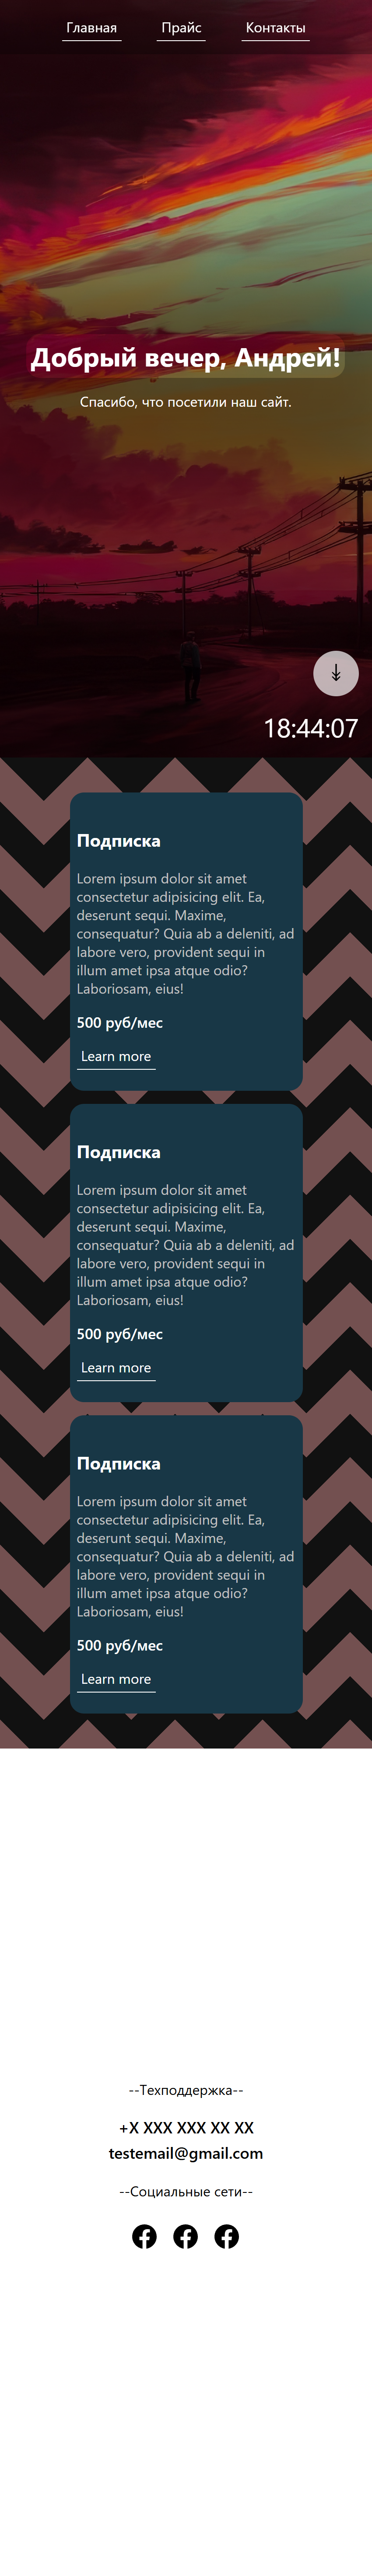 Главная Прайс Контакты
Добрый вечер, Андрей!
Спасибо, что посетили наш сайт.
18:44:07
Подписка
Lorem ipsum dolor sit amet
consectetur adipisicing elit. Ea,
deserunt sequi. Maxime,
consequatur? Quia ab a deleniti, ad
labore vero, provident sequi in
illum amet ipsa atque odio?
Laboriosam, eius!
500 руб/мес
Learn more
Подписка
Lorem ipsum dolor sit amet
consectetur adipisicing elit. Ea,
deserunt sequi. Maxime,
consequatur? Quia ab a deleniti, ad
labore vero, provident sequi in
illum amet ipsa atque odio?
Laboriosam, eius!
500 руб/мес
Learn more
Подписка
Lorem ipsum dolor sit amet
consectetur adipisicing elit. Ea,
deserunt sequi. Maxime,
consequatur? Quia ab a deleniti, ad
labore vero, provident sequi in
illum amet ipsa atque odio?
Laboriosam, eius!
500 руб/мес
Learn more
--Техподдержка--
+X XXX XXX XX XX
testemail@gmail.com
--Социальные сети--